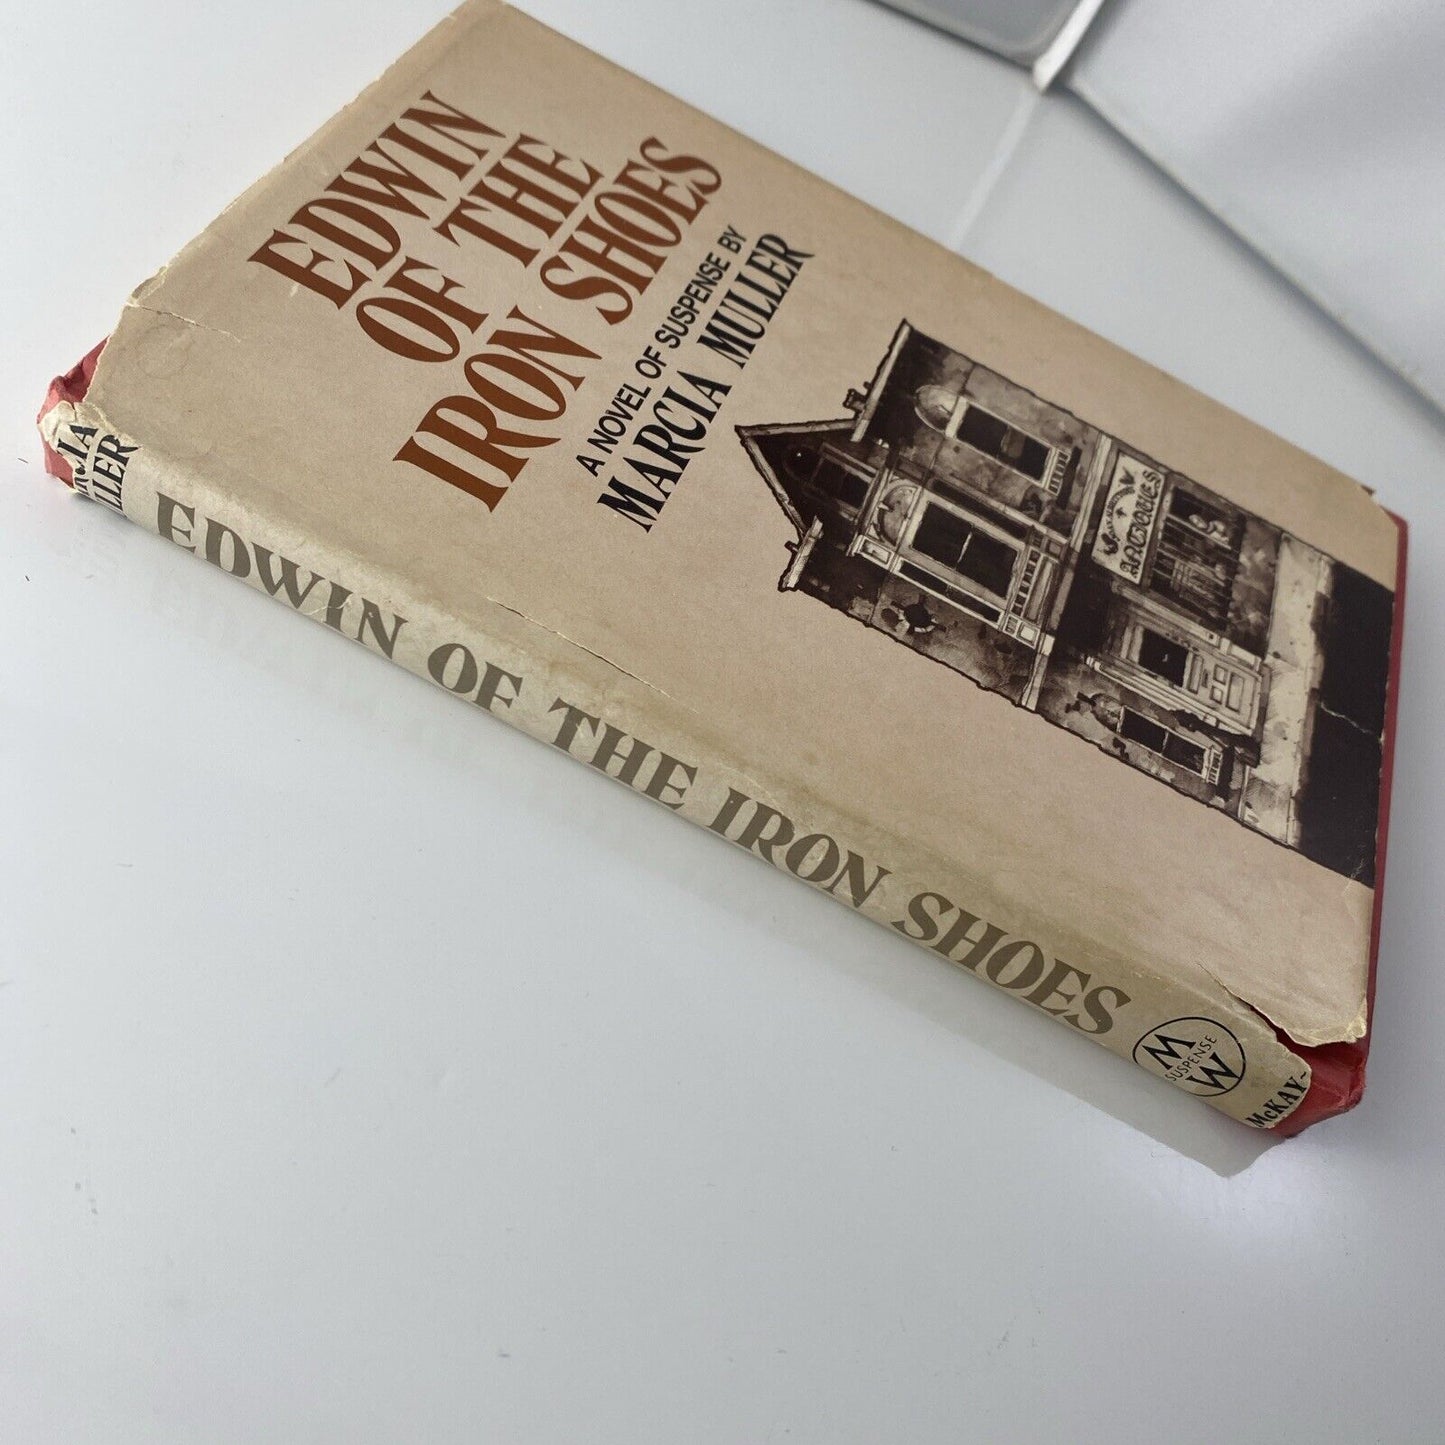 EDWIN
OF THE
IRON SHOES
A NOVEL OF SUSPENSE BY
MARCIA MULLER
ANTIQUES
EDWIN OF THE IRON SHOES
M
SUSPENSE
W
McKAY